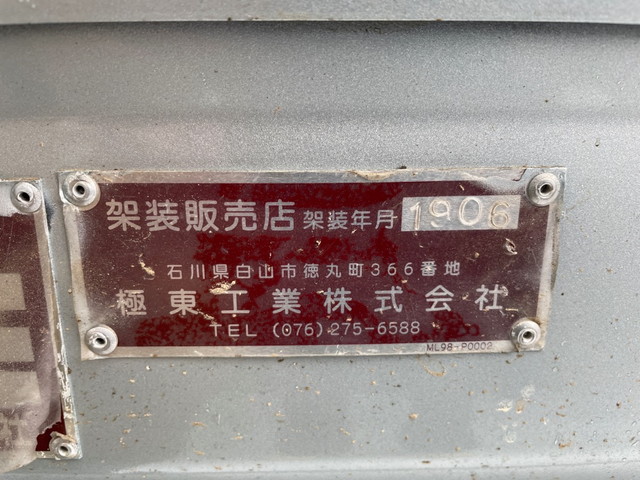 架装販売店 架装年月 1906
石川県白山市徳丸町366番地
極東工業株式会社
TEL (076) 275-6588
ML98-P0002